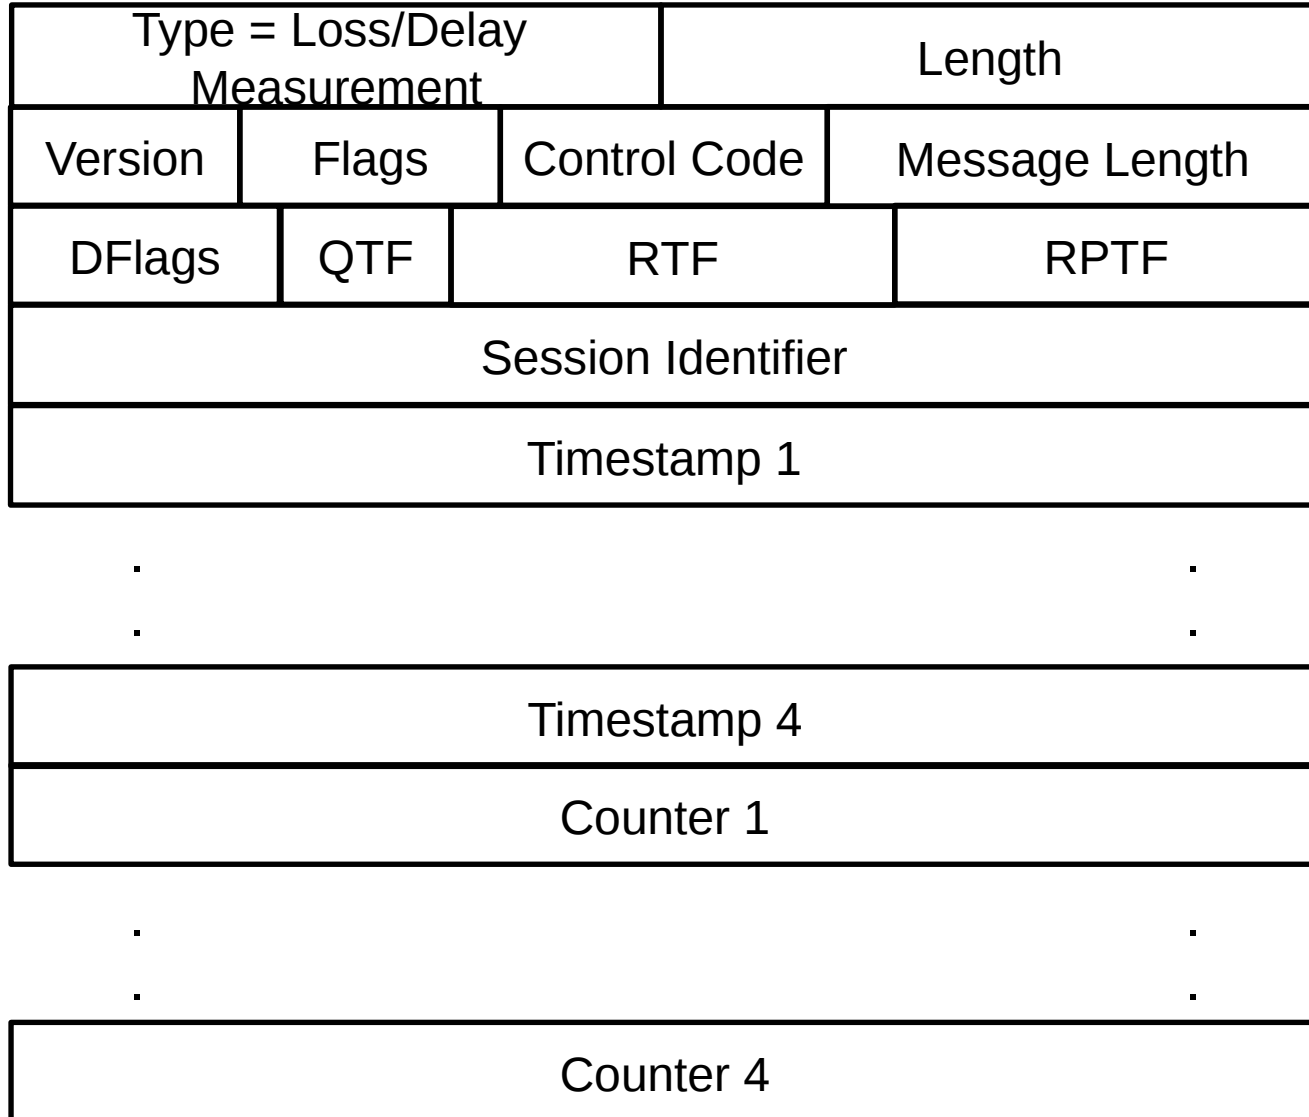 Type = Loss/Delay
Measurement
Length
Version Flags Control Code Message Length
DFlags QTF RTF RPTF
Session Identifier
Timestamp 1
. .
. .
Timestamp 4
Counter 1
. .
. .
Counter 4